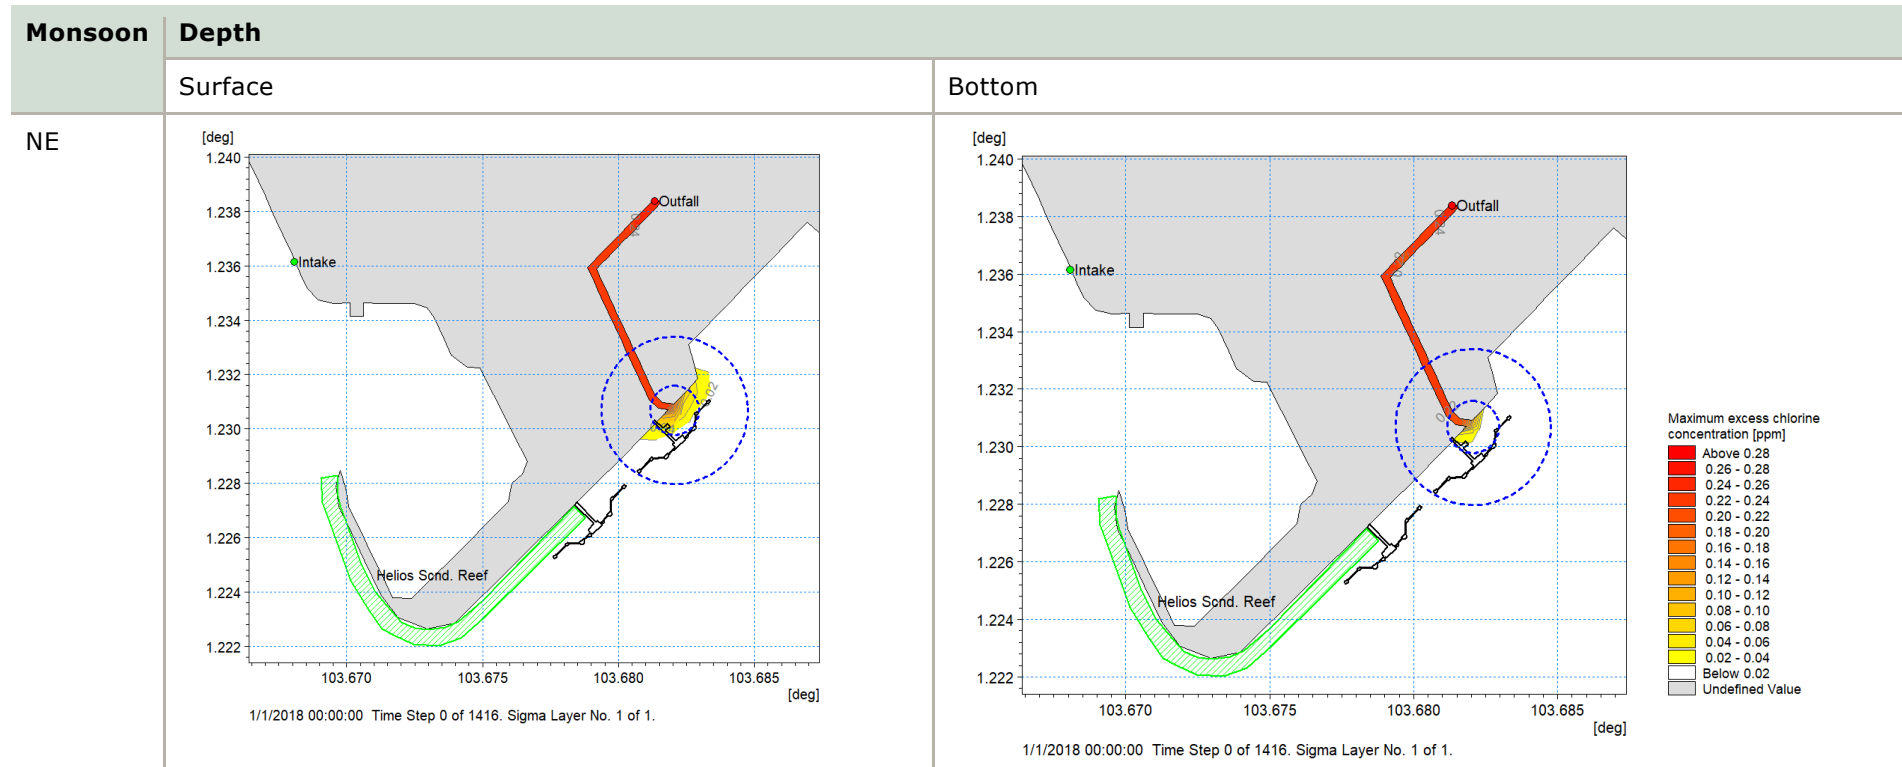 Monsoon Depth
Surface Bottom
NE
[deg]
1.240
1.238
1.236
1.234
1.232
1.230
1.228
1.226
1.224
1.222
Outfall
Intake
0.02
Helios Scnd. Reef
103.670 103.675 103.680 103.685
[deg]
1/1/2018 00:00:00 Time Step 0 of 1416. Sigma Layer No. 1 of 1.
[deg]
1.240
1.238
1.236
1.234
1.232
1.230
1.228
1.226
1.224
1.222
Outfall
Intake
Helios Scnd. Reef
103.670 103.675 103.680 103.685
[deg]
1/1/2018 00:00:00 Time Step 0 of 1416. Sigma Layer No. 1 of 1.
Maximum excess chlorine
concentration [ppm]
Above 0.28
0.26 - 0.28
0.24 - 0.26
0.22 - 0.24
0.20 - 0.22
0.18 - 0.20
0.16 - 0.18
0.14 - 0.16
0.12 - 0.14
0.10 - 0.12
0.08 - 0.10
0.06 - 0.08
0.04 - 0.06
0.02 - 0.04
Below 0.02
Undefined Value